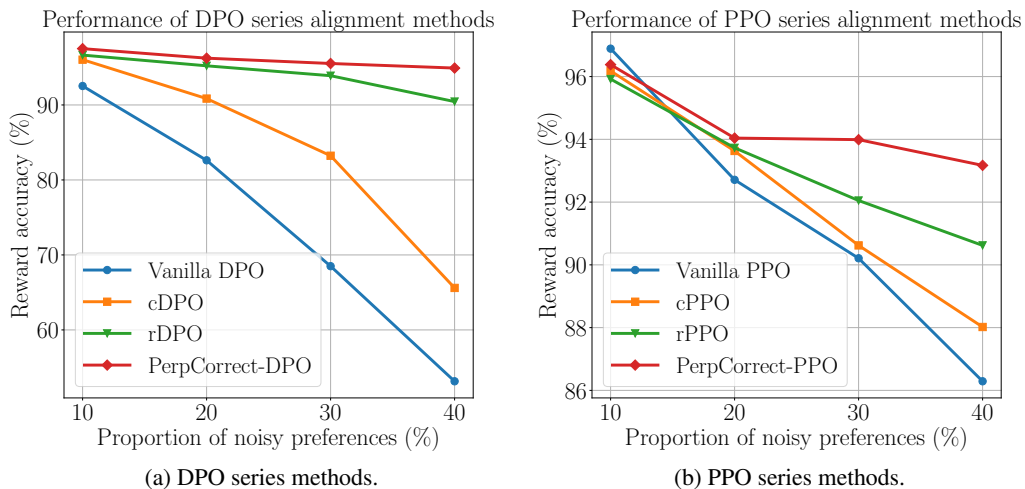 Performance of DPO series alignment methods
90
80
70
60
Reward accuracy (%)
Vanilla DPO
cDPO
rDPO
PerpCorrect-DPO
10 20 30 40
Proportion of noisy preferences (%)
(a) DPO series methods.
Performance of PPO series alignment methods
96
94
92
90
88
86
Reward accuracy (%)
Vanilla PPO
cPPO
rPPO
PerpCorrect-PPO
10 20 30 40
Proportion of noisy preferences (%)
(b) PPO series methods.